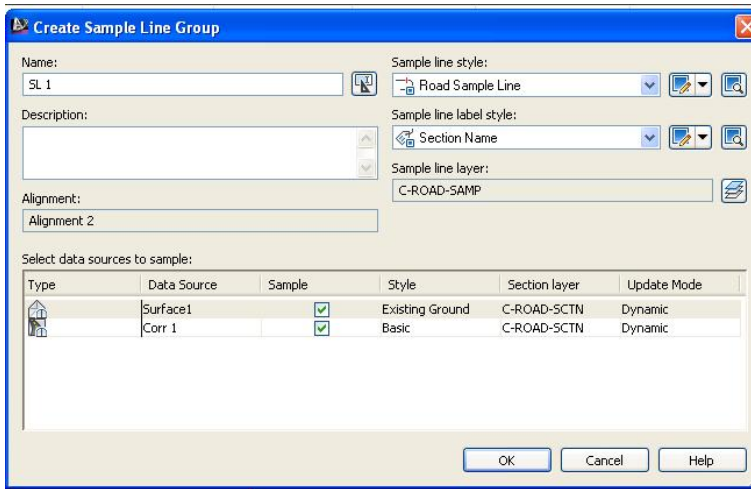 Create Sample Line Group
Name:
SL 1
Description:
Alignment:
Alignment 2
Sample line style:
Road Sample Line
Sample line label style:
Section Name
Sample line layer:
C-ROAD-SAMP
Select data sources to sample:
Type Data Source Sample Style Section layer Update Mode
Surface1 Existing Ground C-ROAD-SCTN Dynamic
Corr 1 Basic C-ROAD-SCTN Dynamic
OK Cancel Help